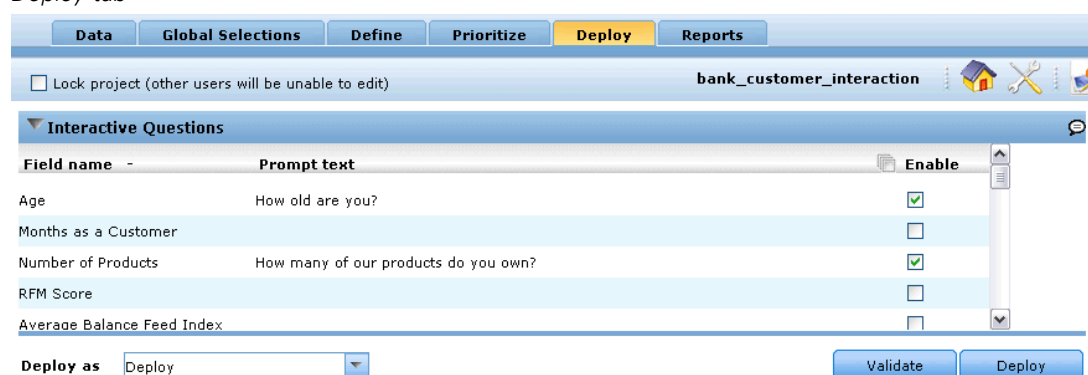 Deploy tab
Data Global Selections Define Prioritize Deploy Reports
Lock project (other users will be unable to edit) bank_customer_interaction
Interactive Questions
Field name - Prompt text Enable
Age How old are you?
Months as a Customer
Number of Products How many of our products do you own?
RFM Score
Average Balance Feed Index
Deploy as Deploy Validate Deploy